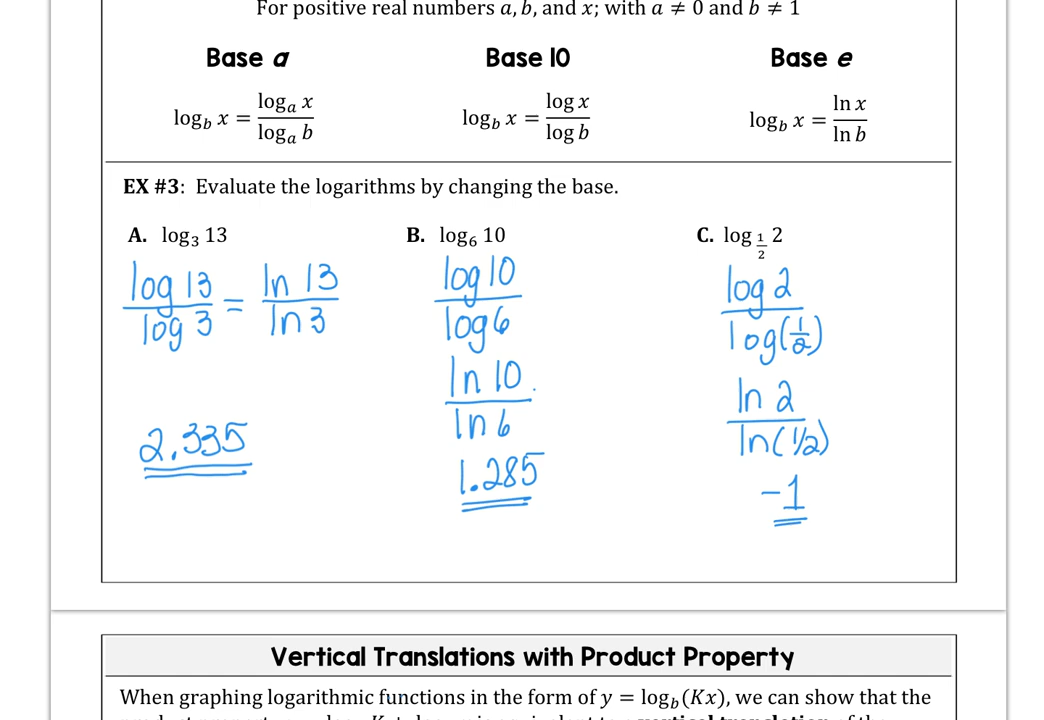 For positive real numbers a, b, and x; with a ≠ 0 and b ≠ 1
Base a Base 10 Base e
log_b x = log_a x / log_a b log_b x = log x / log b log_b x = ln x / ln b
EX #3: Evaluate the logarithms by changing the base.
A. log_3 13 B. log_6 10 C. log_{1/2} 2
log 13 / log 3 = ln 13 / ln 3
2.335
log 10 / log 6
ln 10 / ln 6
1.285
log 2 / log(1/2)
ln 2 / ln(1/2)
-1
Vertical Translations with Product Property
When graphing logarithmic functions in the form of y = log_b(Kx), we can show that the